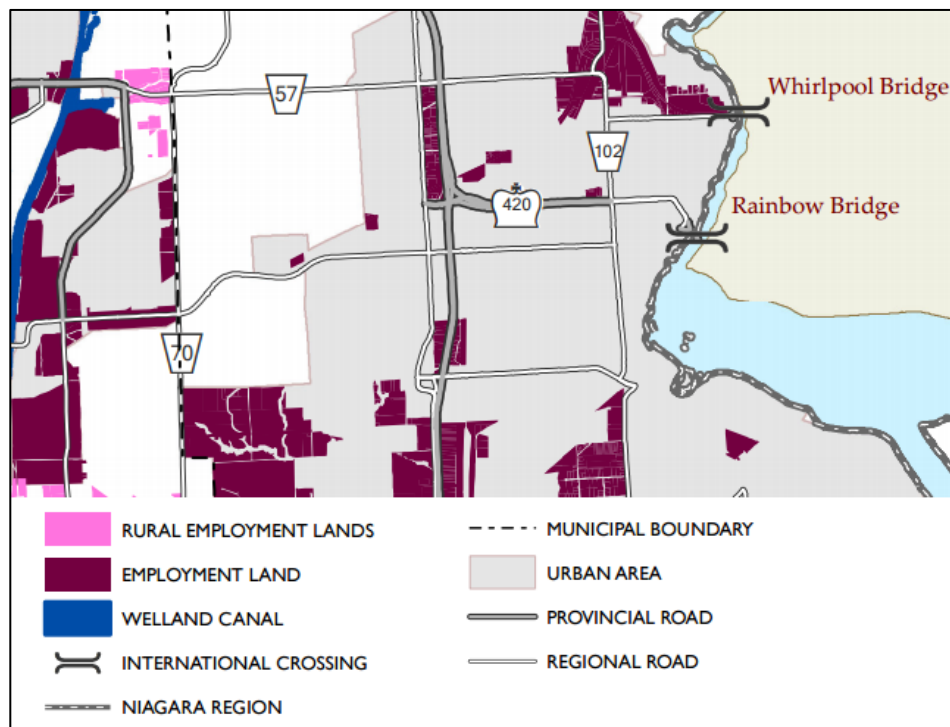 Whirlpool Bridge
57
102
420
Rainbow Bridge
70
RURAL EMPLOYMENT LANDS
MUNICIPAL BOUNDARY
EMPLOYMENT LAND
URBAN AREA
WELLAND CANAL
PROVINCIAL ROAD
INTERNATIONAL CROSSING
REGIONAL ROAD
NIAGARA REGION